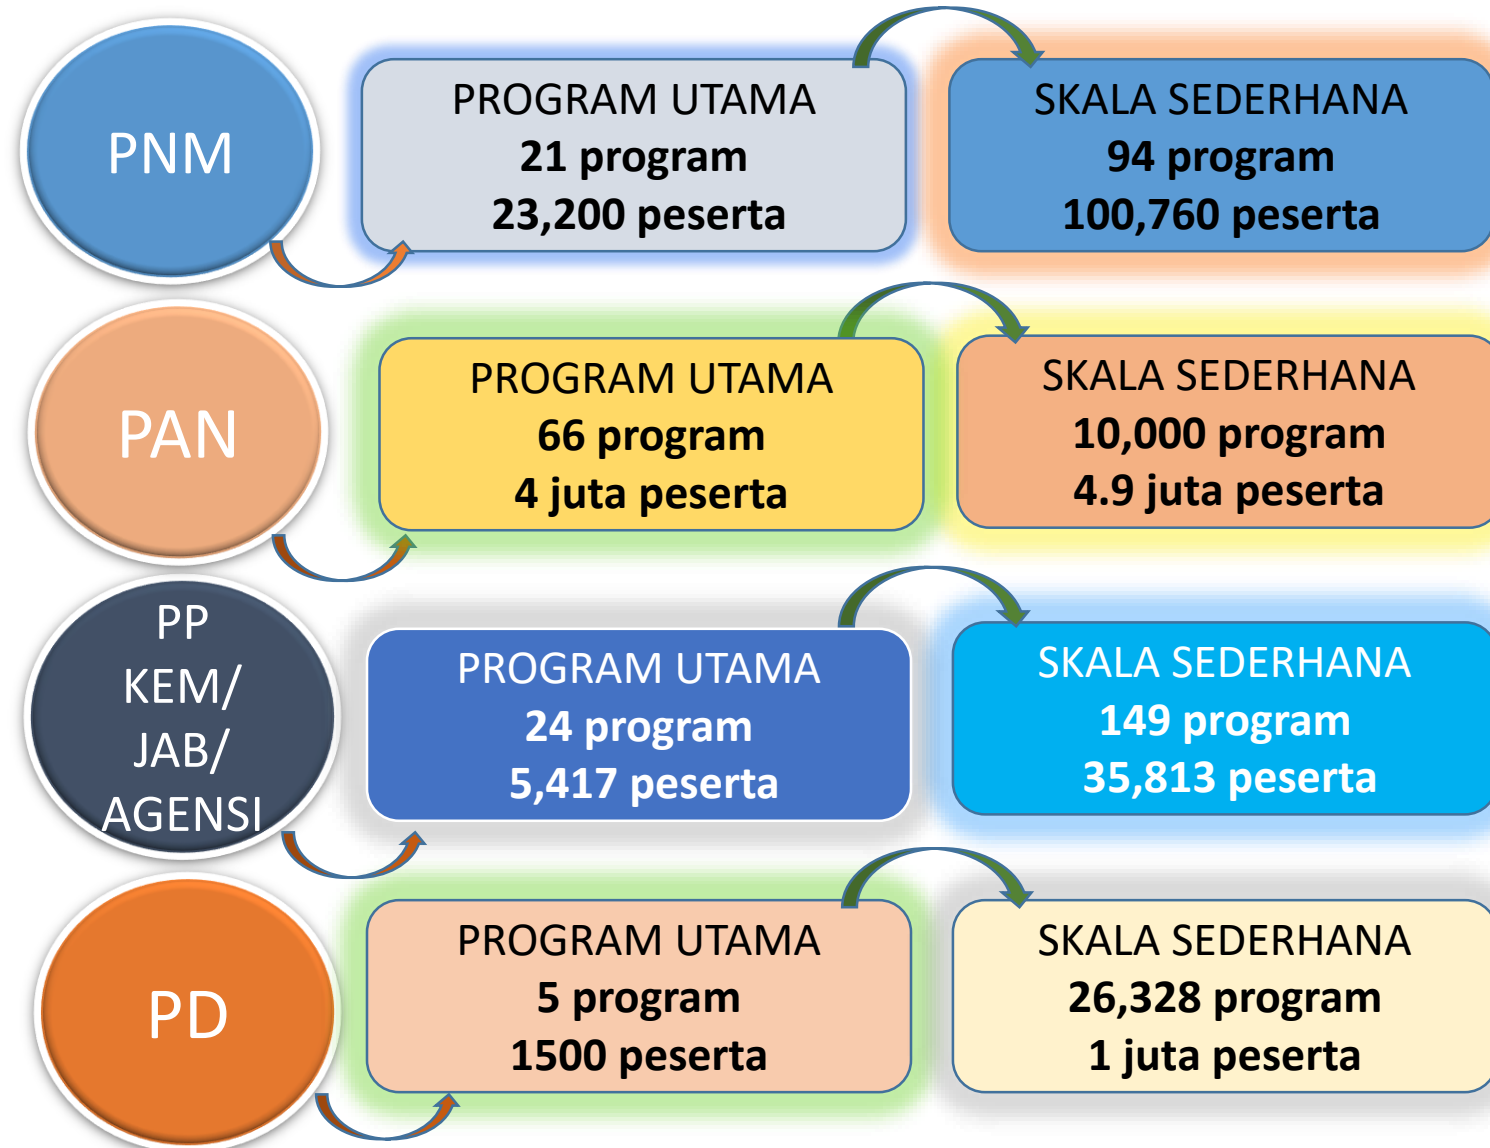 PNM
PROGRAM UTAMA
21 program
23,200 peserta
SKALA SEDERHANA
94 program
100,760 peserta
PAN
PROGRAM UTAMA
66 program
4 juta peserta
SKALA SEDERHANA
10,000 program
4.9 juta peserta
PP
KEM/
JAB/
AGENSI
PROGRAM UTAMA
24 program
5,417 peserta
SKALA SEDERHANA
149 program
35,813 peserta
PD
PROGRAM UTAMA
5 program
1500 peserta
SKALA SEDERHANA
26,328 program
1 juta peserta